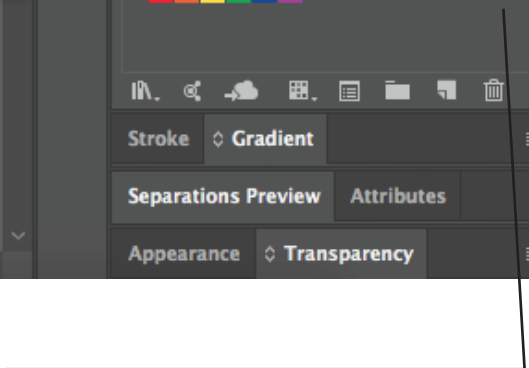 Stroke Gradient
Separations Preview Attributes
Appearance Transparency